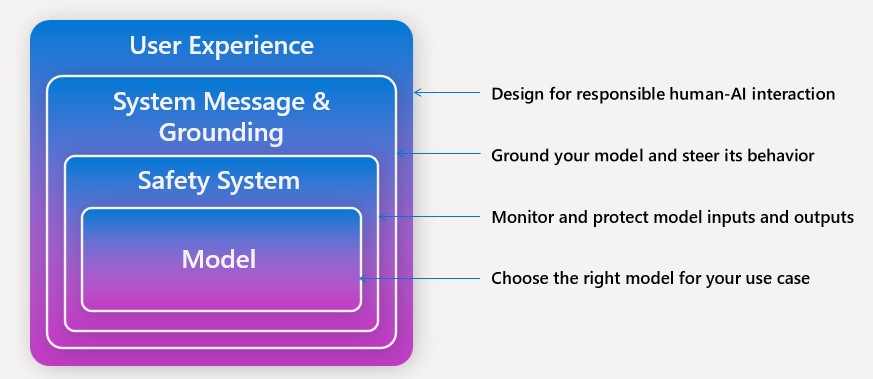 User Experience
System Message &
Grounding
Safety System
Model
Design for responsible human-AI interaction
Ground your model and steer its behavior
Monitor and protect model inputs and outputs
Choose the right model for your use case